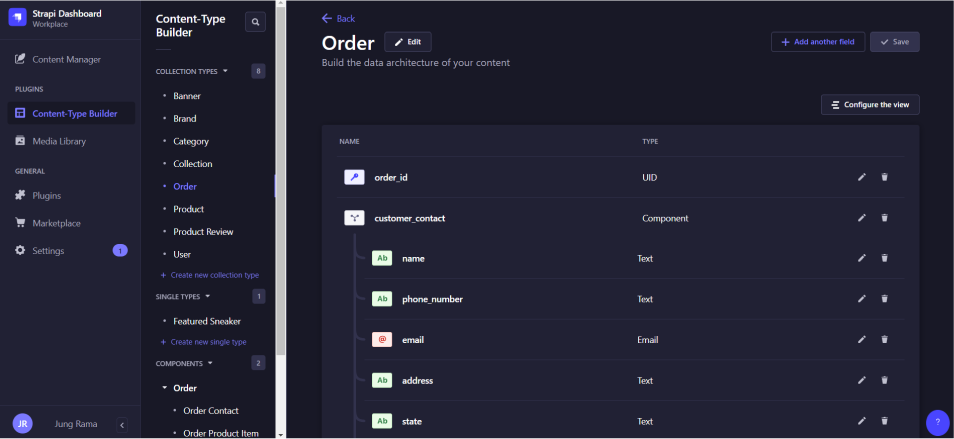 Strapi Dashboard
Workplace
Content Manager
PLUGINS
Content-Type Builder
Media Library
GENERAL
Plugins
Marketplace
Settings
1
JR
Jung Rama
Content-Type
Builder
COLLECTION TYPES
8
Banner
Brand
Category
Collection
Order
Product
Product Review
User
+ Create new collection type
SINGLE TYPES
1
Featured Sneaker
+ Create new single type
COMPONENTS
2
Order
Order Contact
Order Product Item
Back
Order
Edit
+ Add another field
Save
Build the data architecture of your content
Configure the view
NAME TYPE
order_id UID
customer_contact Component
Ab name Text
Ab phone_number Text
@ email Email
Ab address Text
Ab state Text
?